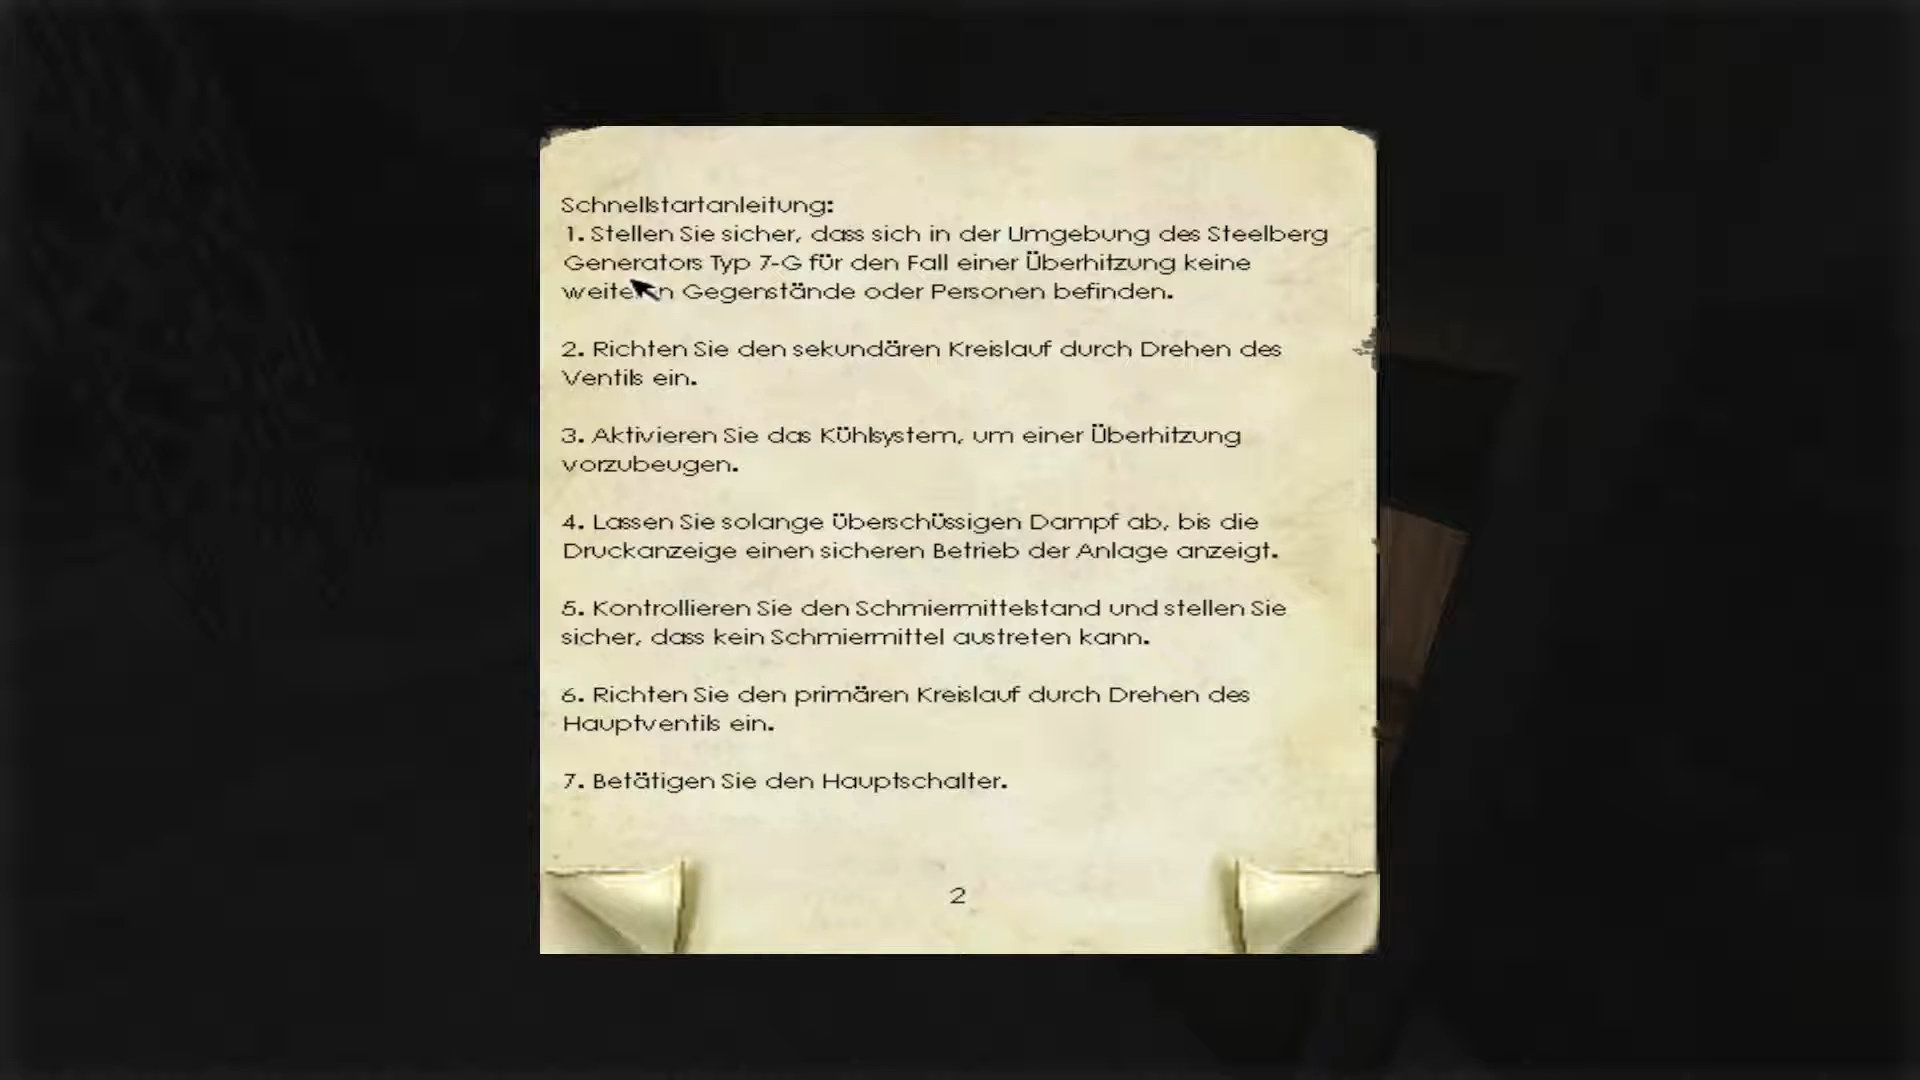 Schnellstartanleitung:
1. Stellen Sie sicher, dass sich in der Umgebung des Steelberg
Generators Typ 7-G für den Fall einer Überhitzung keine
weiteren Gegenstände oder Personen befinden.
2. Richten Sie den sekundären Kreislauf durch Drehen des
Ventils ein.
3. Aktivieren Sie das Kühlsystem, um einer Überhitzung
vorzubeugen.
4. Lassen Sie solange überschüssigen Dampf ab, bis die
Druckanzeige einen sicheren Betrieb der Anlage anzeigt.
5. Kontrollieren Sie den Schmiermittelstand und stellen Sie
sicher, dass kein Schmiermittel austreten kann.
6. Richten Sie den primären Kreislauf durch Drehen des
Hauptventils ein.
7. Betätigen Sie den Hauptschalter.
2